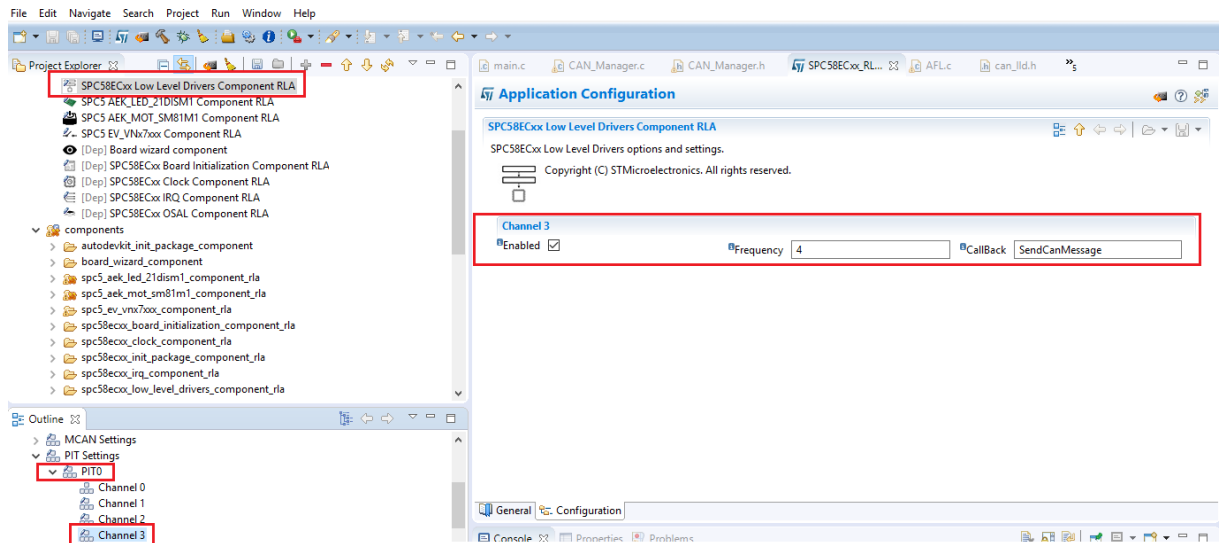 File Edit Navigate Search Project Run Window Help
Project Explorer
SPC58ECxx Low Level Drivers Component RLA
SPC5 AEK_LED_21DISM1 Component RLA
SPC5 AEK_MOT_SM81M1 Component RLA
SPC5 EV_VNx7xxx Component RLA
[Dep] Board wizard component
[Dep] SPC58ECxx Board Initialization Component RLA
[Dep] SPC58ECxx Clock Component RLA
[Dep] SPC58ECxx IRQ Component RLA
[Dep] SPC58ECxx OSAL Component RLA
components
autodevkit_init_package_component
board_wizard_component
spc5_aek_led_21dism1_component_rla
spc5_aek_mot_sm81m1_component_rla
spc5_ev_vnx7xxx_component_rla
spc58ecxx_board_initialization_component_rla
spc58ecxx_clock_component_rla
spc58ecxx_init_package_component_rla
spc58ecxx_irq_component_rla
spc58ecxx_low_level_drivers_component_rla
Outline
MCAN Settings
PIT Settings
PIT0
Channel 0
Channel 1
Channel 2
Channel 3
main.c CAN_Manager.c CAN_Manager.h SPC58ECxx_RL... AFL.c can_lld.h »5
Application Configuration
SPC58ECxx Low Level Drivers Component RLA
SPC58ECxx Low Level Drivers options and settings.
Copyright (C) STMicroelectronics. All rights reserved.
Channel 3
Enabled Frequency 4 CallBack SendCanMessage
General Configuration
Console Properties Problems